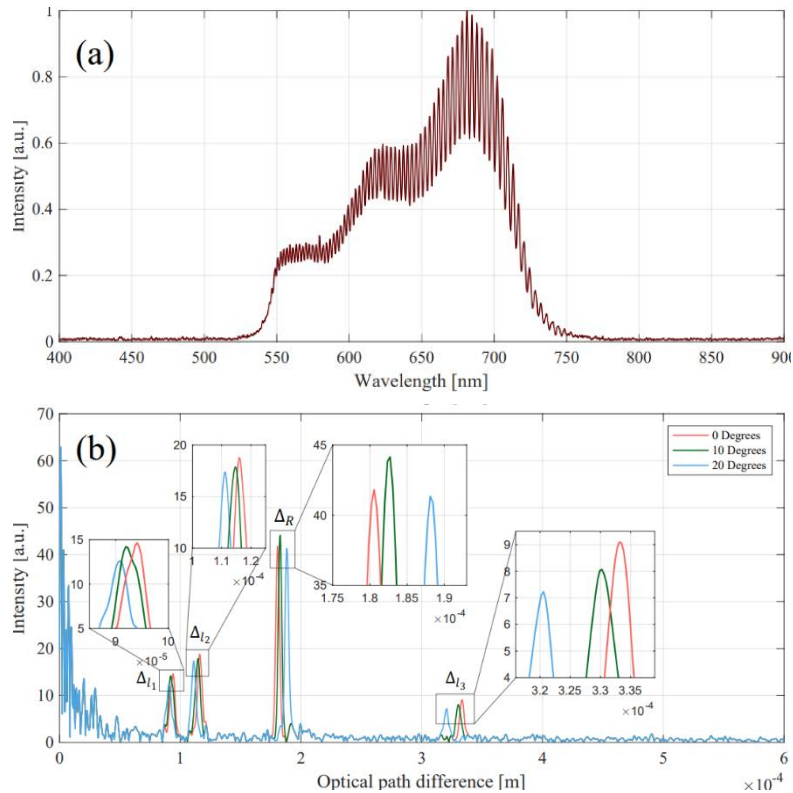 (a)
Intensity [a.u.]
1
0.8
0.6
0.4
0.2
0
400 450 500 550 600 650 700 750 800 850 900
Wavelength [nm]
(b)
Intensity [a.u.]
70
60
50
40
30
20
10
0
0 1 2 3 4 5 6
Optical path difference [m]
×10⁻⁴
0 Degrees
10 Degrees
20 Degrees
Δl₁
15
10
5
9 10
×10⁻⁵
Δl₂
20
15
10
1.1 1.2
×10⁻⁴
ΔR
45
40
35
1.75 1.8 1.85 1.9
×10⁻⁴
Δl₃
9
8
7
6
5
4
3.2 3.25 3.3 3.35
×10⁻⁴